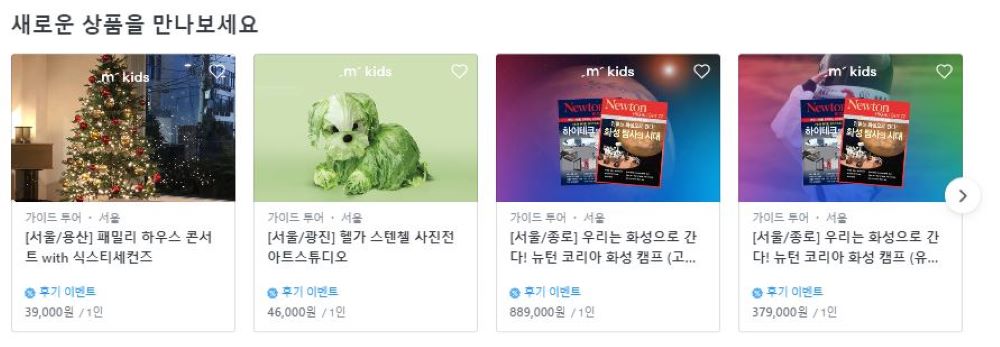 새로운 상품을 만나보세요
m kids
m kids
m kids
m kids
Newton
하이테크
Newton
HIGHLIGHT
화성 탐사의 시대
Newton
하이테크
Newton
HIGHLIGHT
화성 탐사의 시대
가이드 투어 · 서울
[서울/용산] 패밀리 하우스 콘서
트 with 식스티세컨즈
후기 이벤트
39,000원 /1인
가이드 투어 · 서울
[서울/광진] 헬가 스텐첼 사진전
아트스튜디오
후기 이벤트
46,000원 /1인
가이드 투어 · 서울
[서울/종로] 우리는 화성으로 간
다! 뉴턴 코리아 화성 캠프 (고...
후기 이벤트
889,000원 /1인
가이드 투어 · 서울
[서울/종로] 우리는 화성으로 간
다! 뉴턴 코리아 화성 캠프 (유...
후기 이벤트
379,000원 /1인